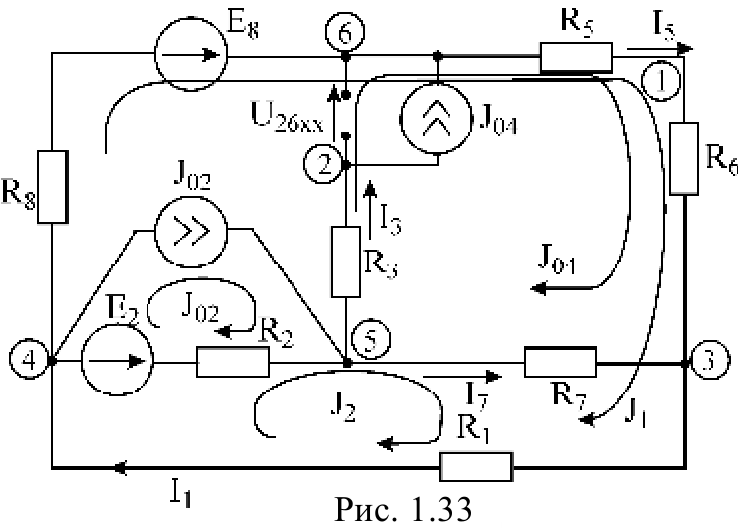 E8 6 R5 I5
1
U26xx J04
2 R6
R8 J02
I3
R3
J04
J02
E2 R2
4 5 3
J2 I7 R7 J1
R1
I1
Рис. 1.33